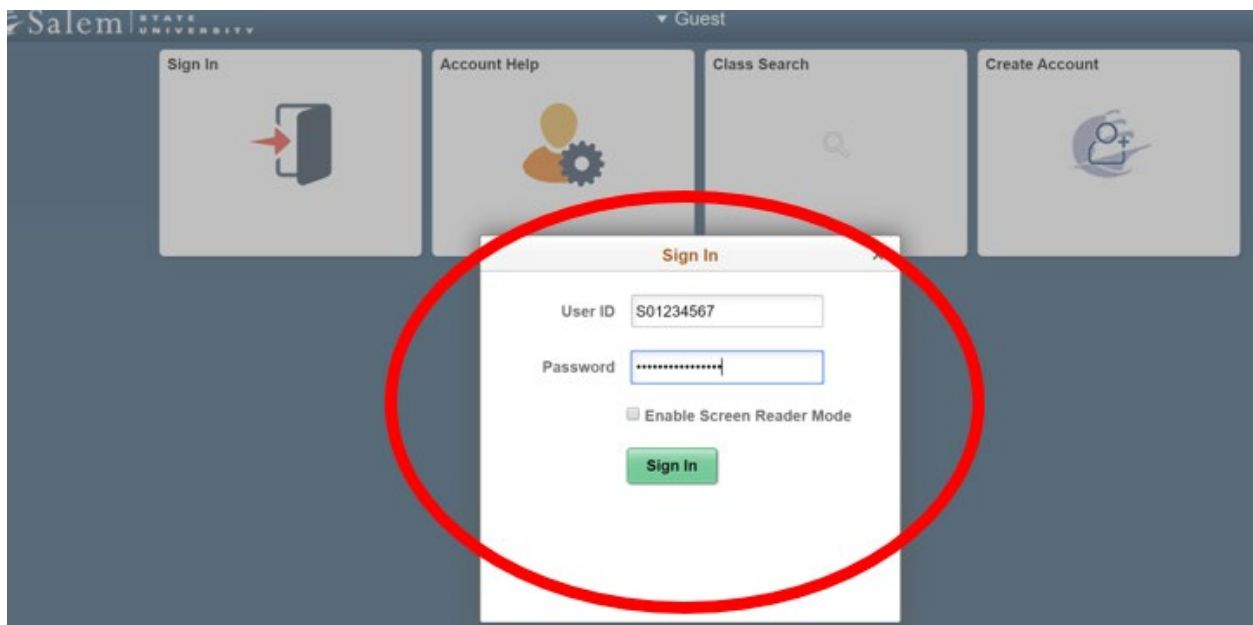 Salem STATE UNIVERSITY
Guest
Sign In
Account Help
Class Search
Create Account
Sign In
User ID S01234567
Password ••••••••••••••••
Enable Screen Reader Mode
Sign In